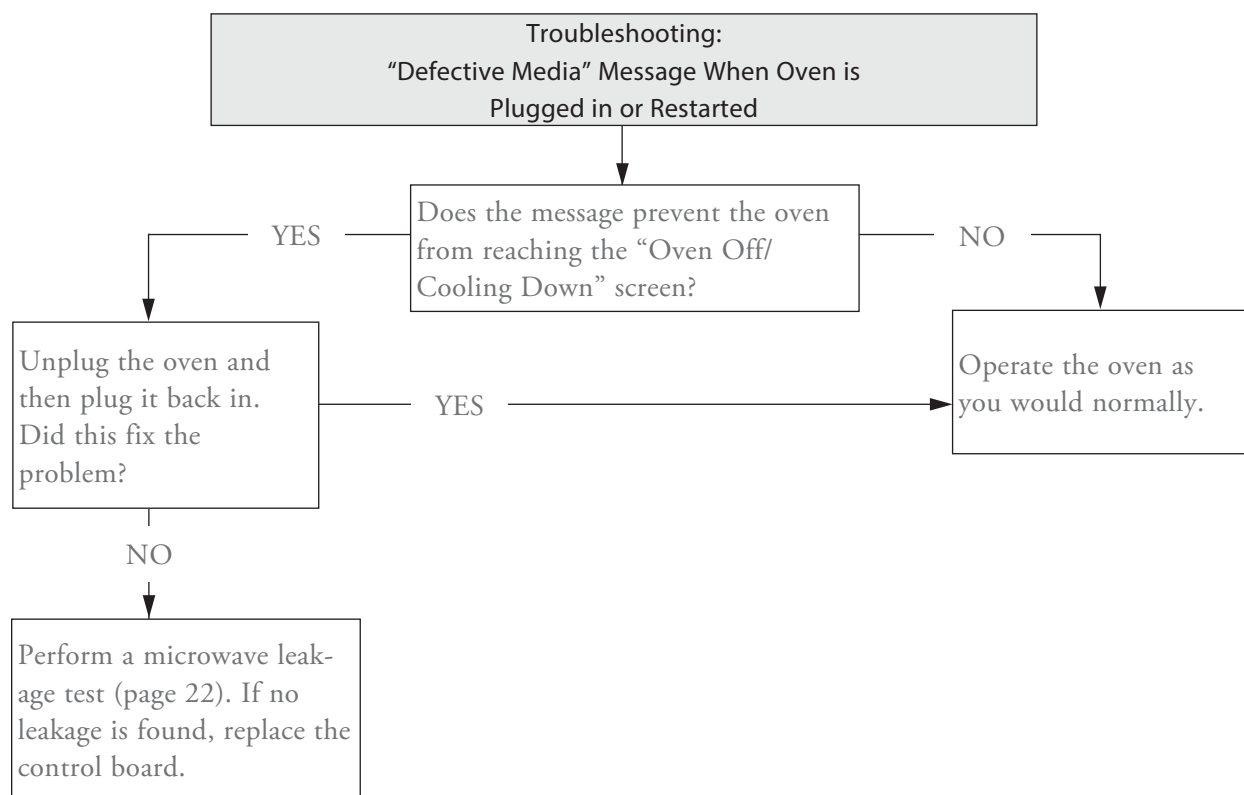 Troubleshooting:
“Defective Media” Message When Oven is
Plugged in or Restarted
Does the message prevent the oven
from reaching the “Oven Off/
Cooling Down” screen?
YES
NO
Unplug the oven and
then plug it back in.
Did this fix the
problem?
YES
Operate the oven as
you would normally.
NO
Perform a microwave leak-
age test (page 22). If no
leakage is found, replace the
control board.